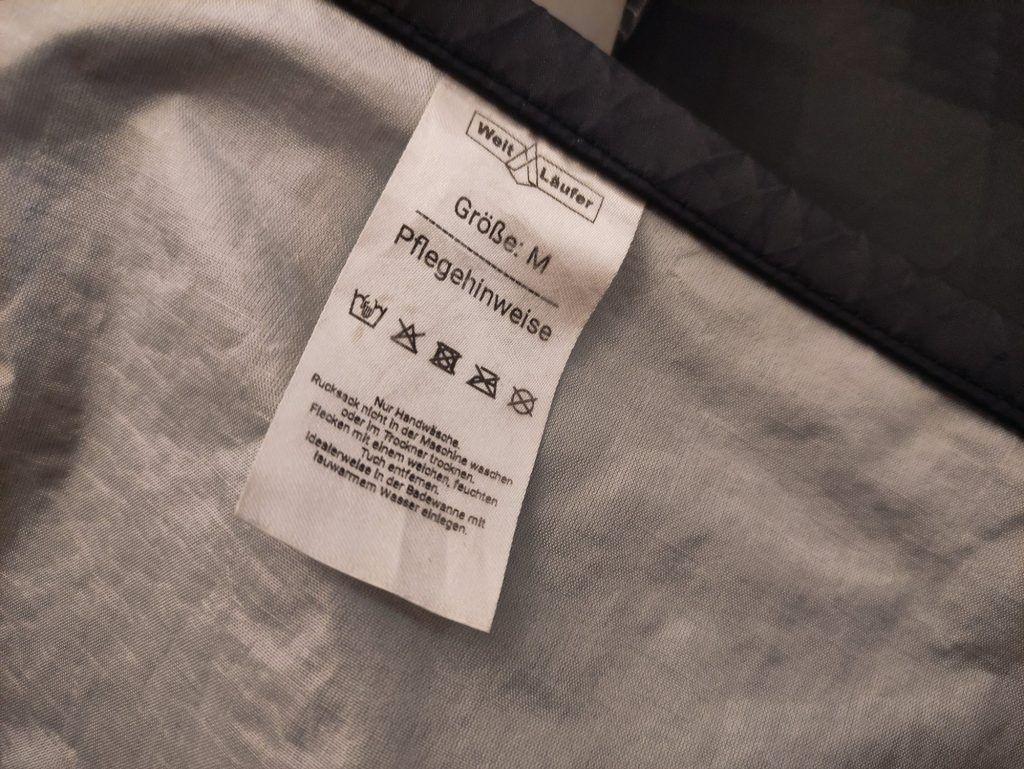 Welt Läufer
Größe: M
Pflegehinweise
Nur Handwäsche.
Rucksack nicht in der Maschine waschen
oder im Trockner trocknen.
Flecken mit einem weichen, feuchten
Tuch entfernen.
Idealerweise in der Badewanne mit
lauwarmem Wasser einlegen.